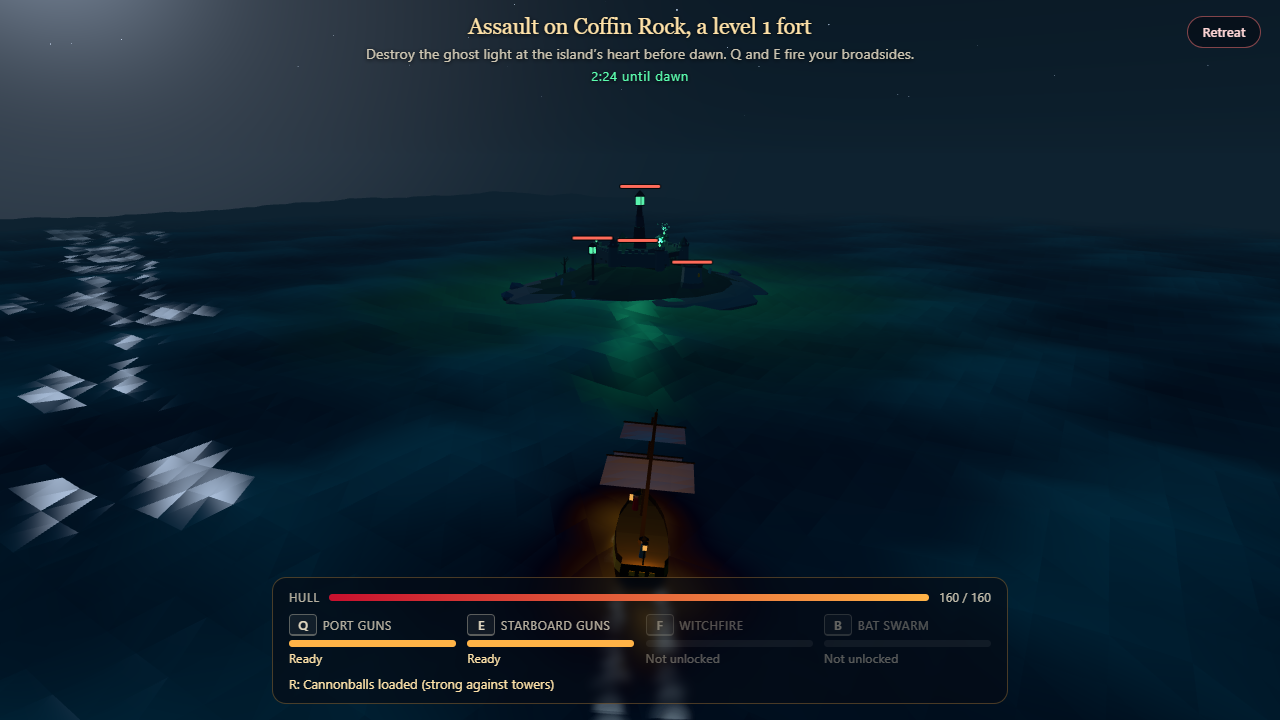 Assault on Coffin Rock, a level 1 fort
Retreat
Destroy the ghost light at the island's heart before dawn. Q and E fire your broadsides.
2:24 until dawn
HULL 160 / 160
Q PORT GUNS E STARBOARD GUNS F WITCHFIRE B BAT SWARM
Ready Ready Not unlocked Not unlocked
R: Cannonballs loaded (strong against towers)